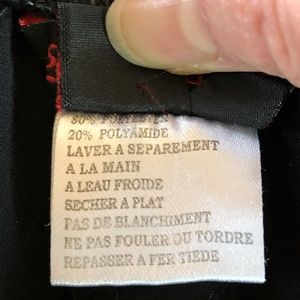 80% POLYESTER
20% POLYAMIDE
LAVER A SEPAREMENT
A LA MAIN
A LEAU FROIDE
SECHER A PLAT
PAS DE BLANCHIMENT
NE PAS FOULER OU TORDRE
REPASSER A FER TIEDE